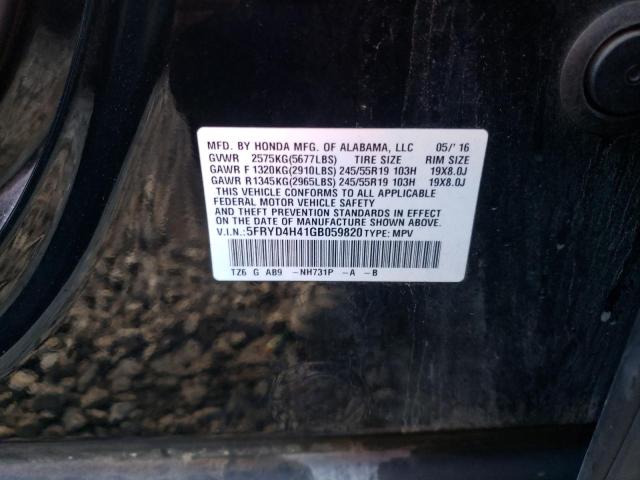 MFD. BY HONDA MFG. OF ALABAMA, LLC 05/'16
GVWR 2575KG(5677LBS) TIRE SIZE RIM SIZE
GAWR F 1320KG(2910LBS) 245/55R19 103H 19X8.0J
GAWR R1345KG(2965LBS) 245/55R19 103H 19X8.0J
THIS VEHICLE CONFORMS TO ALL APPLICABLE
FEDERAL MOTOR VEHICLE SAFETY
AND THEFT PREVENTION STANDARDS IN EFFECT
ON THE DATE OF MANUFACTURE SHOWN ABOVE.
V.I.N.: 5FRYD4H41GB059820 TYPE: MPV
TZ6 G AB9 -NH731P -A -B